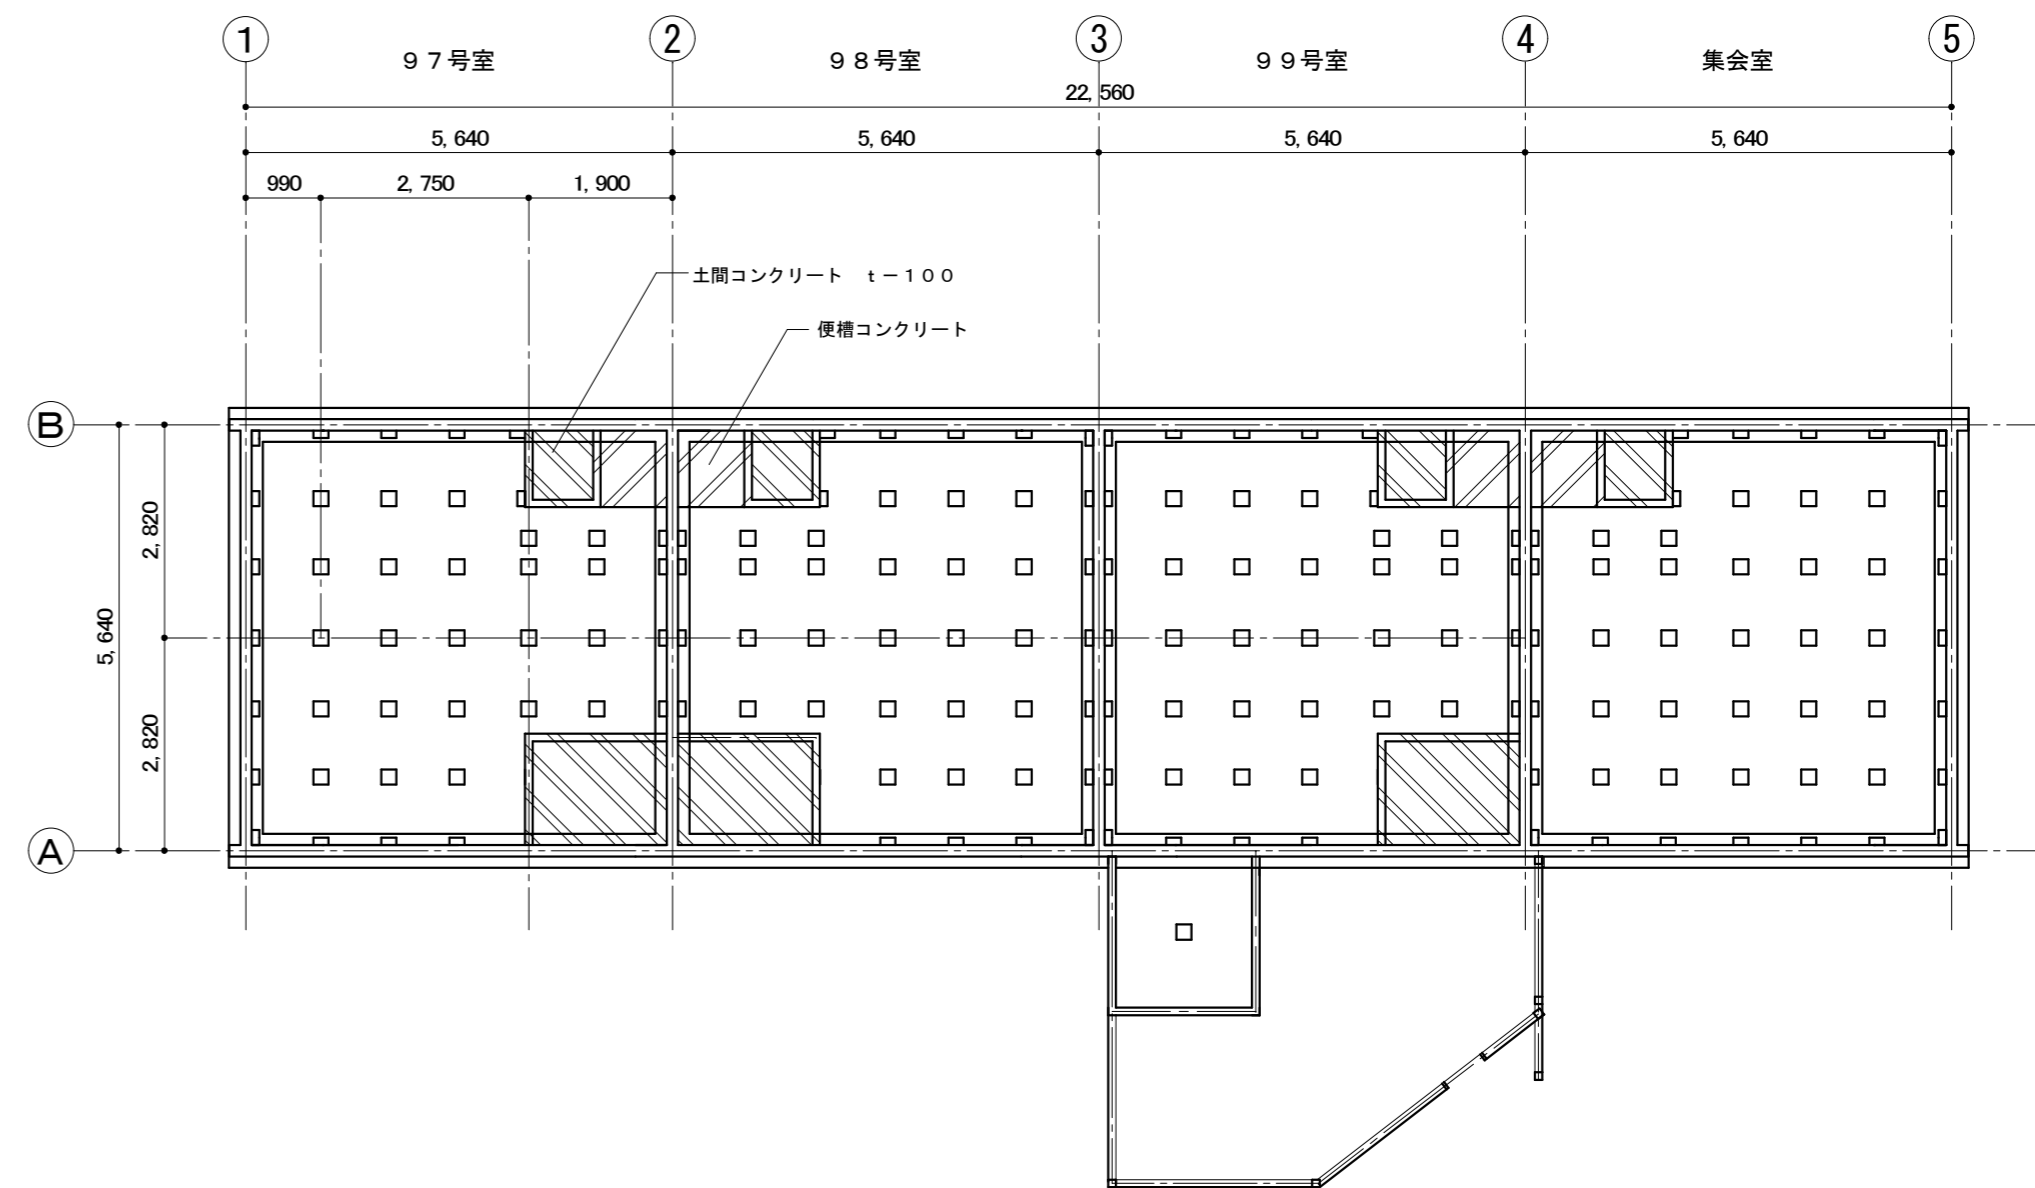 1 2 3 4 5
９７号室 ９８号室 ９９号室 集会室
22,560
5,640 5,640 5,640 5,640
990 2,750 1,900
土間コンクリート ｔ－１００
便槽コンクリート
B
2,820
5,640
2,820
A